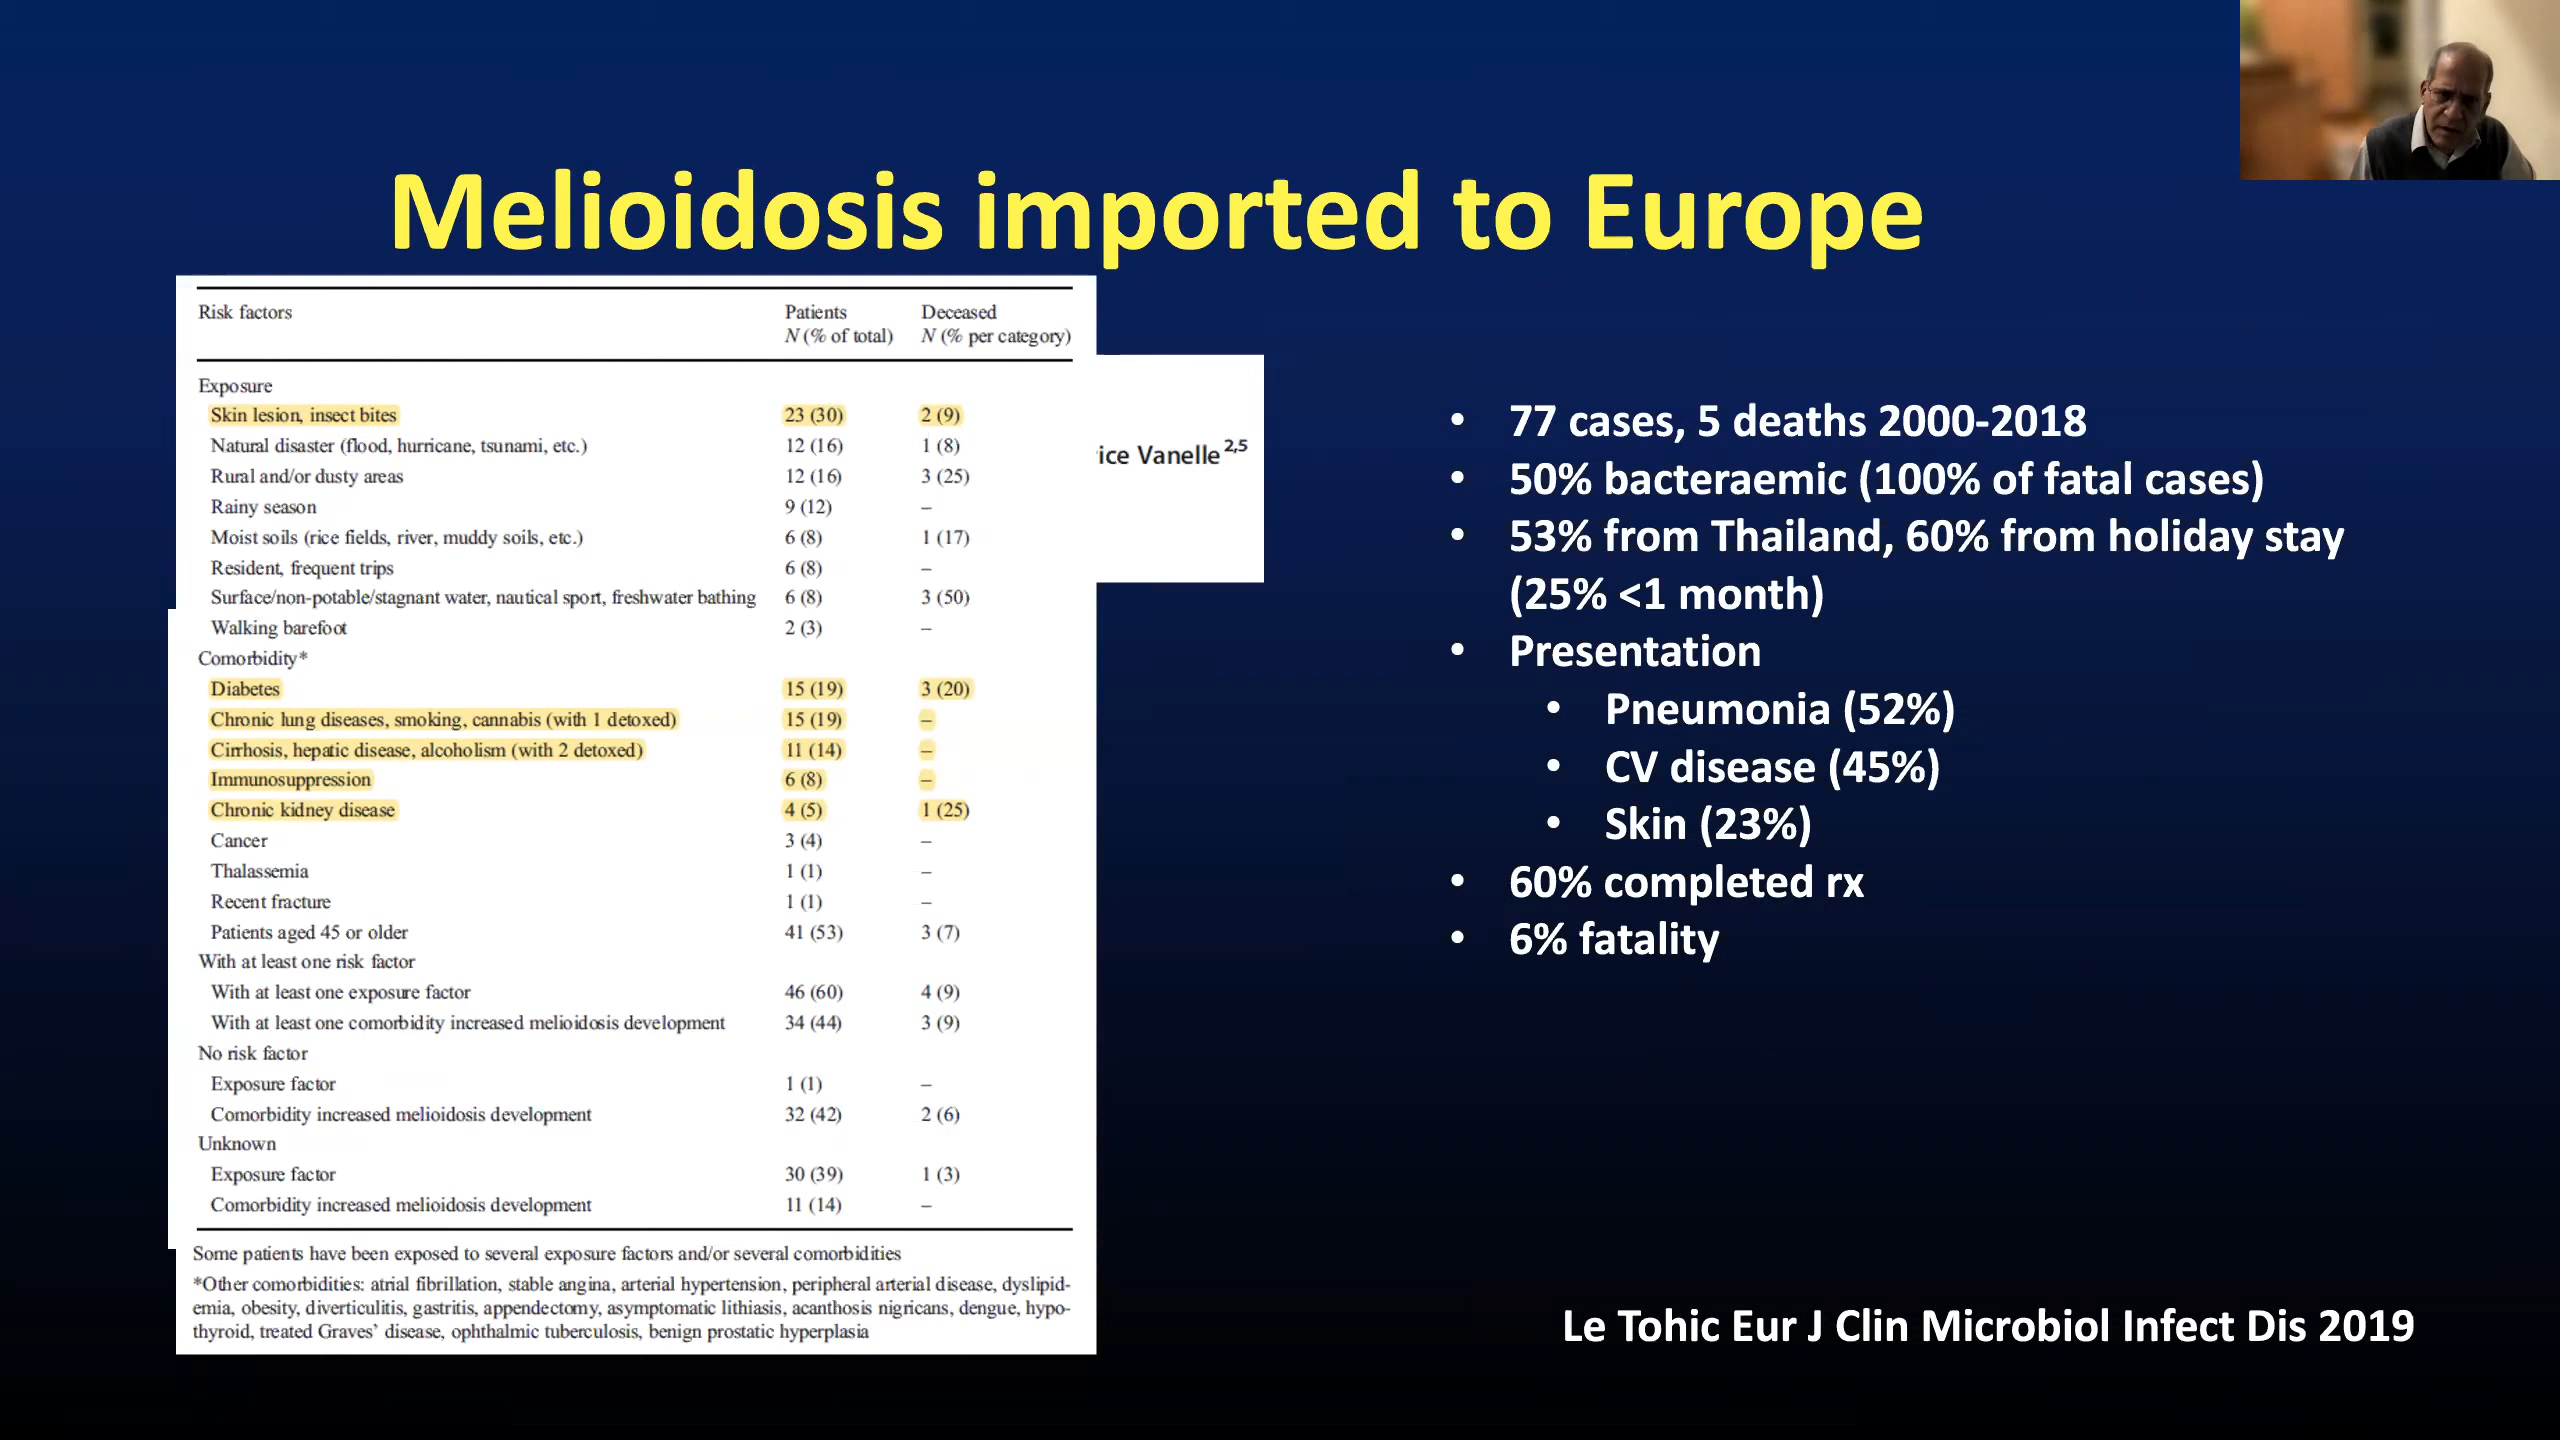 Melioidosis imported to Europe
Risk factors Patients Deceased
N (% of total) N (% per category)
Exposure
Skin lesion, insect bites 23 (30) 2 (9)
Natural disaster (flood, hurricane, tsunami, etc.) 12 (16) 1 (8)
Rural and/or dusty areas 12 (16) 3 (25)
Rainy season 9 (12) –
Moist soils (rice fields, river, muddy soils, etc.) 6 (8) 1 (17)
Resident, frequent trips 6 (8) –
Surface/non-potable/stagnant water, nautical sport, freshwater bathing 6 (8) 3 (50)
Walking barefoot 2 (3) –
Comorbidity*
Diabetes 15 (19) 3 (20)
Chronic lung diseases, smoking, cannabis (with 1 detoxed) 15 (19) –
Cirrhosis, hepatic disease, alcoholism (with 2 detoxed) 11 (14) –
Immunosuppression 6 (8) –
Chronic kidney disease 4 (5) 1 (25)
Cancer 3 (4) –
Thalassemia 1 (1) –
Recent fracture 1 (1) –
Patients aged 45 or older 41 (53) 3 (7)
With at least one risk factor
With at least one exposure factor 46 (60) 4 (9)
With at least one comorbidity increased melioidosis development 34 (44) 3 (9)
No risk factor
Exposure factor 1 (1) –
Comorbidity increased melioidosis development 32 (42) 2 (6)
Unknown
Exposure factor 30 (39) 1 (3)
Comorbidity increased melioidosis development 11 (14) –
Some patients have been exposed to several exposure factors and/or several comorbidities
*Other comorbidities: atrial fibrillation, stable angina, arterial hypertension, peripheral arterial disease, dyslipid-
emia, obesity, diverticulitis, gastritis, appendectomy, asymptomatic lithiasis, acanthosis nigricans, dengue, hypo-
thyroid, treated Graves' disease, ophthalmic tuberculosis, benign prostatic hyperplasia
rice Vanelle2,5
• 77 cases, 5 deaths 2000-2018
• 50% bacteraemic (100% of fatal cases)
• 53% from Thailand, 60% from holiday stay
(25% <1 month)
• Presentation
• Pneumonia (52%)
• CV disease (45%)
• Skin (23%)
• 60% completed rx
• 6% fatality
Le Tohic Eur J Clin Microbiol Infect Dis 2019